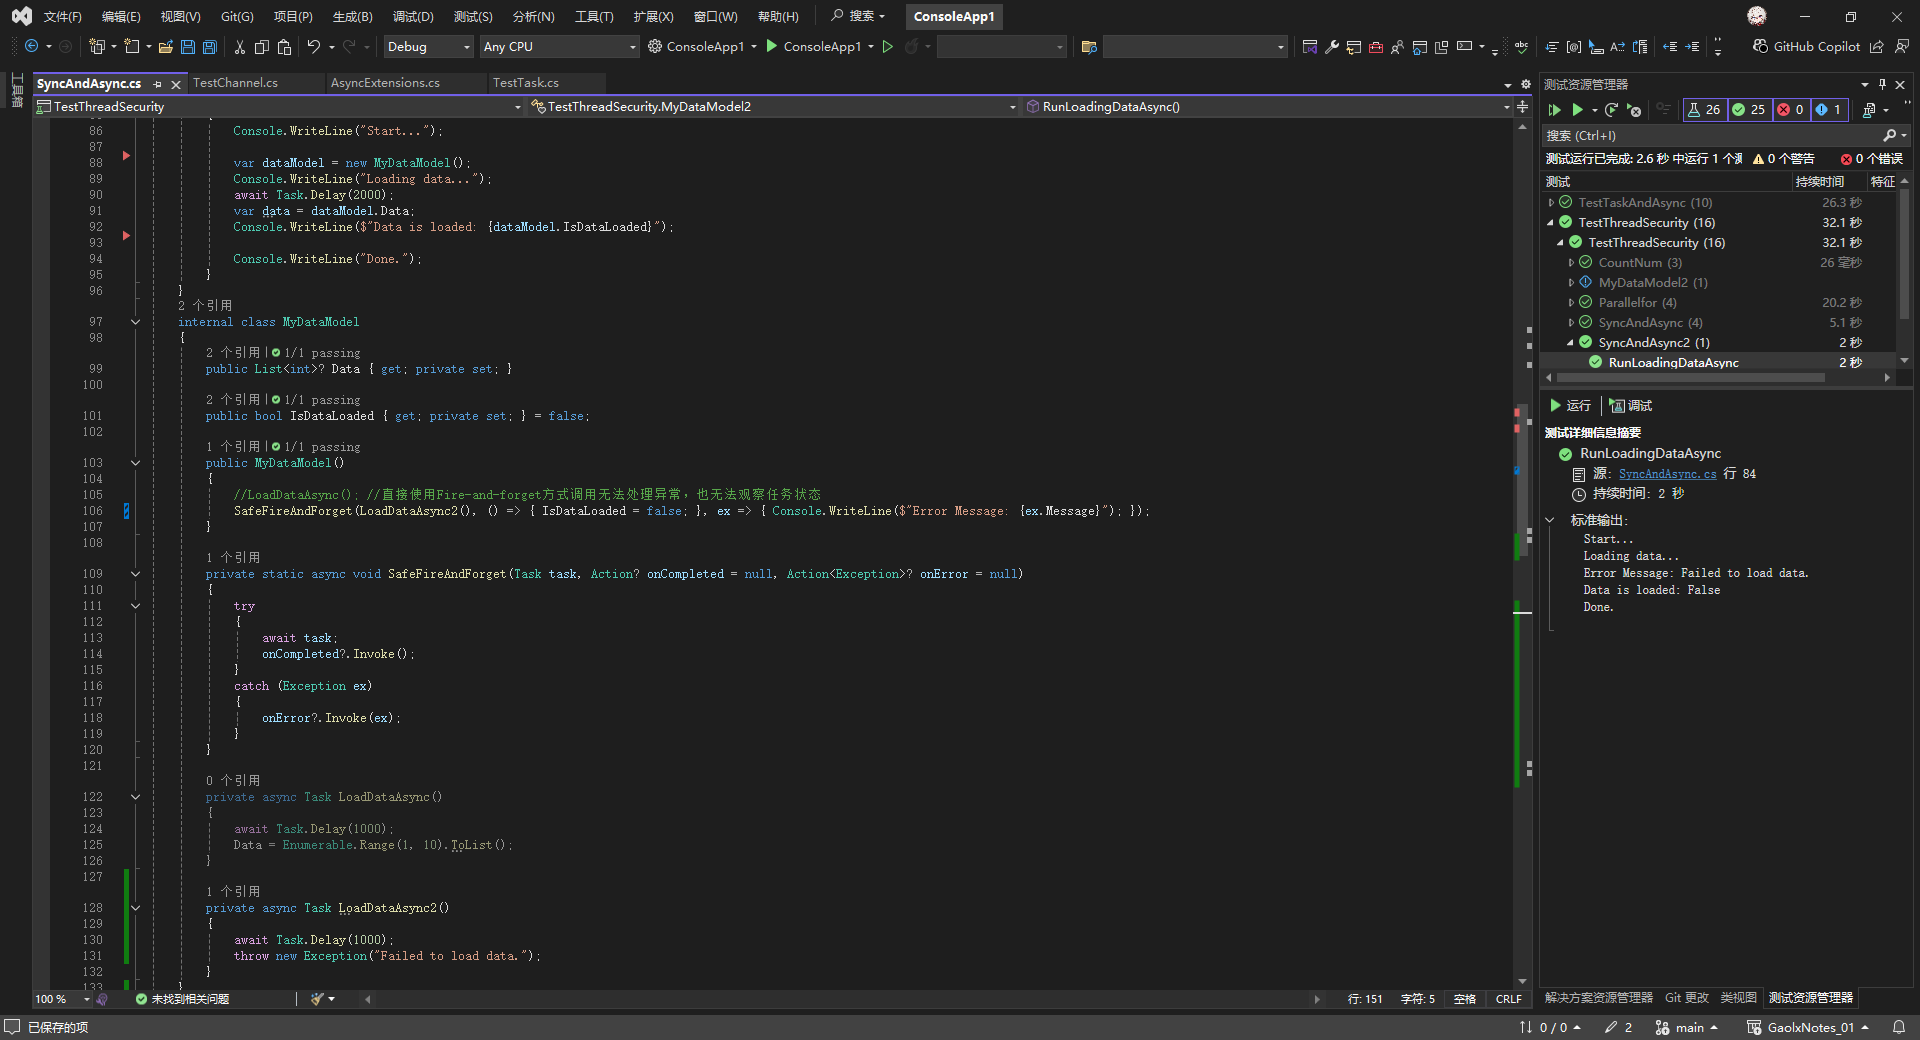 文件(F) 编辑(E) 视图(V) Git(G) 项目(P) 生成(B) 调试(D) 测试(S) 分析(N) 工具(T) 扩展(X) 窗口(W) 帮助(H) 搜索 ConsoleApp1
Debug Any CPU ConsoleApp1 ConsoleApp1 GitHub Copilot
工具箱
SyncAndAsync.cs TestChannel.cs AsyncExtensions.cs TestTask.cs
TestThreadSecurity TestThreadSecurity.MyDataModel2 RunLoadingDataAsync()
86 Console.WriteLine("Start...");
87
88 var dataModel = new MyDataModel();
89 Console.WriteLine("Loading data...");
90 await Task.Delay(2000);
91 var data = dataModel.Data;
92 Console.WriteLine($"Data is loaded: {dataModel.IsDataLoaded}");
93
94 Console.WriteLine("Done.");
95 }
96 }
2 个引用
97 internal class MyDataModel
98 {
2 个引用 | 1/1 passing
99 public List<int>? Data { get; private set; }
100
2 个引用 | 1/1 passing
101 public bool IsDataLoaded { get; private set; } = false;
102
1 个引用 | 1/1 passing
103 public MyDataModel()
104 {
105 //LoadDataAsync(); //直接使用Fire-and-forget方式调用无法处理异常，也无法观察任务状态
106 SafeFireAndForget(LoadDataAsync2(), () => { IsDataLoaded = false; }, ex => { Console.WriteLine($"Error Message: {ex.Message}"); });
107 }
108
1 个引用
109 private static async void SafeFireAndForget(Task task, Action? onCompleted = null, Action<Exception>? onError = null)
110 {
111 try
112 {
113 await task;
114 onCompleted?.Invoke();
115 }
116 catch (Exception ex)
117 {
118 onError?.Invoke(ex);
119 }
120 }
121
0 个引用
122 private async Task LoadDataAsync()
123 {
124 await Task.Delay(1000);
125 Data = Enumerable.Range(1, 10).ToList();
126 }
127
1 个引用
128 private async Task LoadDataAsync2()
129 {
130 await Task.Delay(1000);
131 throw new Exception("Failed to load data.");
132 }
133 }
100 % 未找到相关问题 行: 151 字符: 5 空格 CRLF
测试资源管理器
26 25 0 1
搜索 (Ctrl+I)
测试运行已完成: 2.6 秒 中运行 1 个测 0 个警告 0 个错误
测试 持续时间 特征
TestTaskAndAsync (10) 26.3 秒
TestThreadSecurity (16) 32.1 秒
TestThreadSecurity (16) 32.1 秒
CountNum (3) 26 毫秒
MyDataModel2 (1)
Parallelfor (4) 20.2 秒
SyncAndAsync (4) 5.1 秒
SyncAndAsync2 (1) 2 秒
RunLoadingDataAsync 2 秒
运行 调试
测试详细信息摘要
RunLoadingDataAsync
源: SyncAndAsync.cs 行 84
持续时间: 2 秒
标准输出:
Start...
Loading data...
Error Message: Failed to load data.
Data is loaded: False
Done.
解决方案资源管理器 Git 更改 类视图 测试资源管理器
已保存的项 0 / 0 2 main GaolxNotes_01